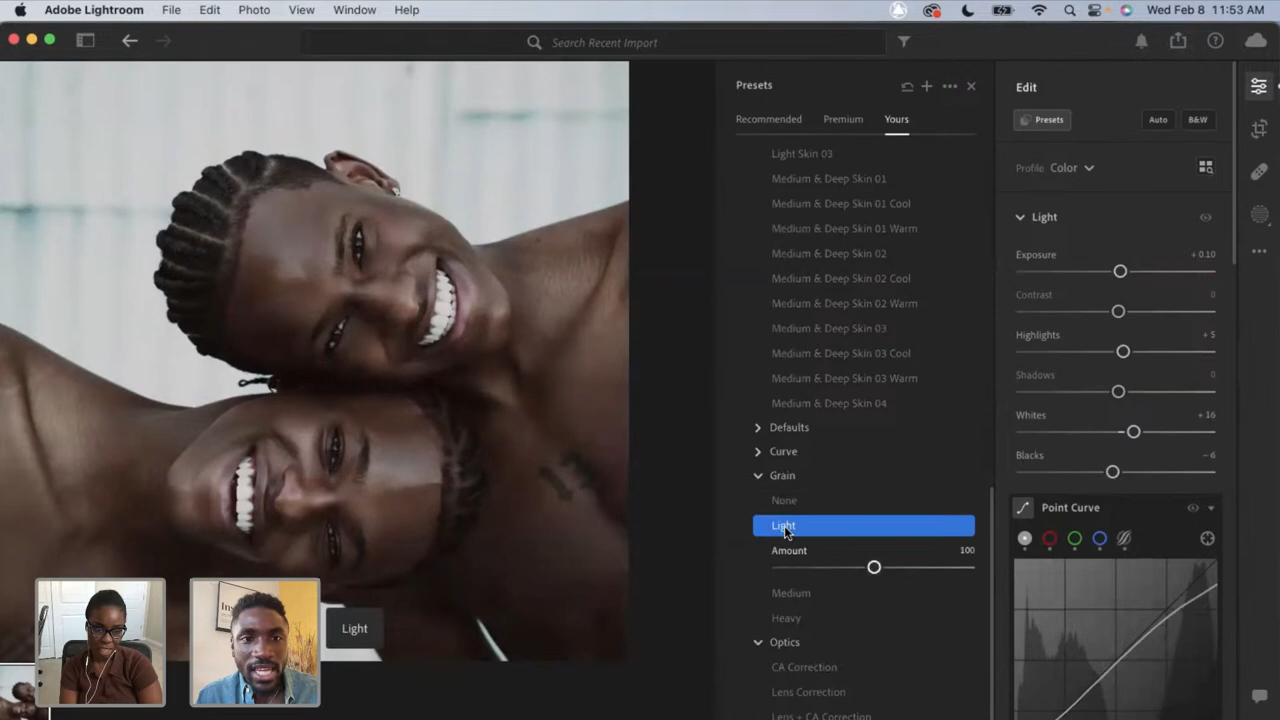 Adobe Lightroom File Edit Photo View Window Help Wed Feb 8 11:53 AM
Search Recent Import
Presets
Recommended Premium Yours
Light Skin 03
Medium & Deep Skin 01
Medium & Deep Skin 01 Cool
Medium & Deep Skin 01 Warm
Medium & Deep Skin 02
Medium & Deep Skin 02 Cool
Medium & Deep Skin 02 Warm
Medium & Deep Skin 03
Medium & Deep Skin 03 Cool
Medium & Deep Skin 03 Warm
Medium & Deep Skin 04
Defaults
Curve
Grain
None
Light
Amount 100
Medium
Heavy
Optics
CA Correction
Lens Correction
Lens + CA Correction
Edit
Presets Auto B&W
Profile Color
Light
Exposure + 0.10
Contrast 0
Highlights + 5
Shadows 0
Whites + 16
Blacks - 6
Point Curve
Light